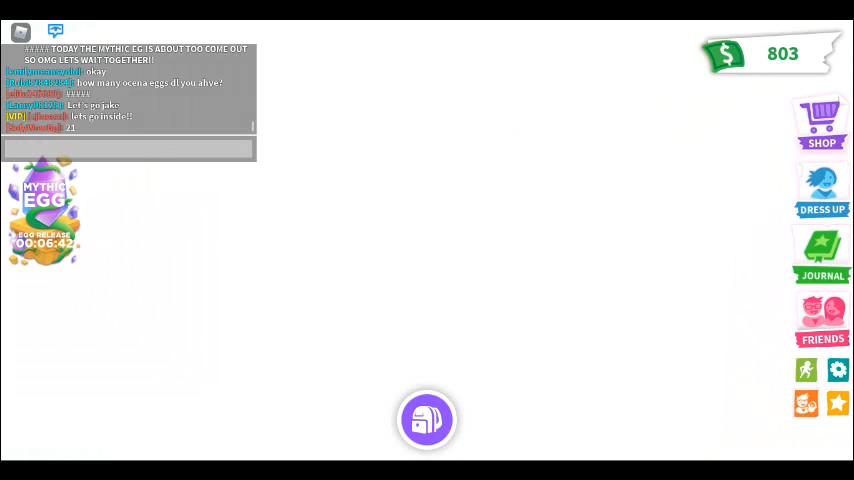 ##### TODAY THE MYTHIC EG IS ABOUT TOO COME OUT
SO OMG LETS WAIT TOGETHER!!
okay
how many ocena eggs dl you ahve?
#####
Let's go jake
[VIP] lets go inside!!
21
MYTHIC
EGG
EGG RELEASE
00:06:42
803
SHOP
DRESS UP
JOURNAL
FRIENDS